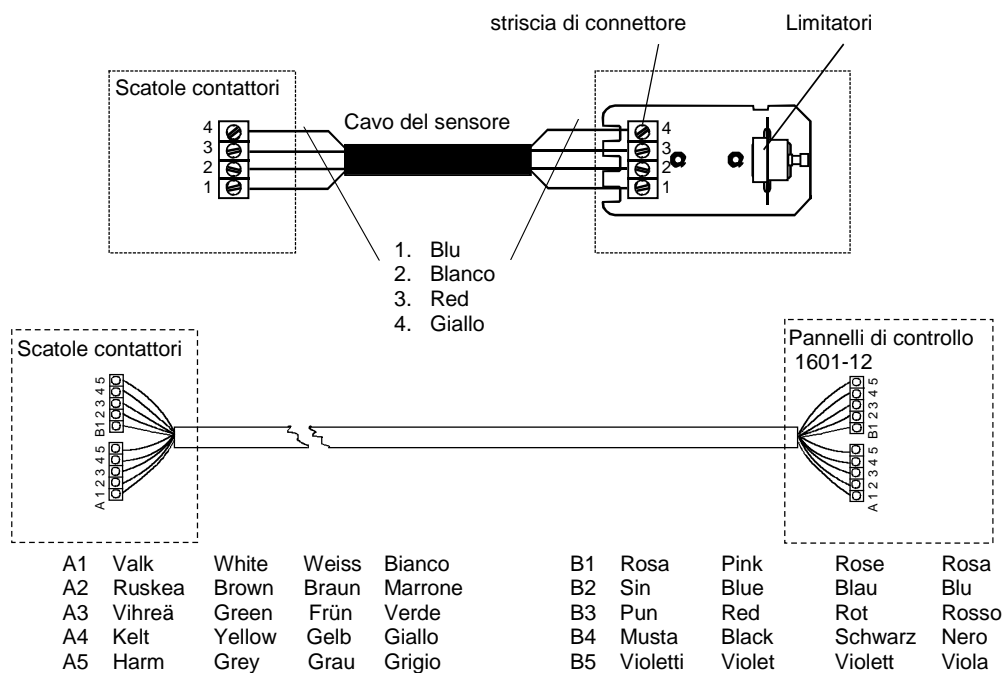 striscia di connettore Limitatori
Scatole contattori
Cavo del sensore
4 4
3 3
2 2
1 1
1. Blu
2. Blanco
3. Red
4. Giallo
Scatole contattori
Pannelli di controllo
1601-12
B1 2 3 4 5
A 1 2 3 4 5
B1 2 3 4 5
A 1 2 3 4 5
A1 Valk White Weiss Bianco B1 Rosa Pink Rose Rosa
A2 Ruskea Brown Braun Marrone B2 Sin Blue Blau Blu
A3 Vihreä Green Frün Verde B3 Pun Red Rot Rosso
A4 Kelt Yellow Gelb Giallo B4 Musta Black Schwarz Nero
A5 Harm Grey Grau Grigio B5 Violetti Violet Violett Viola